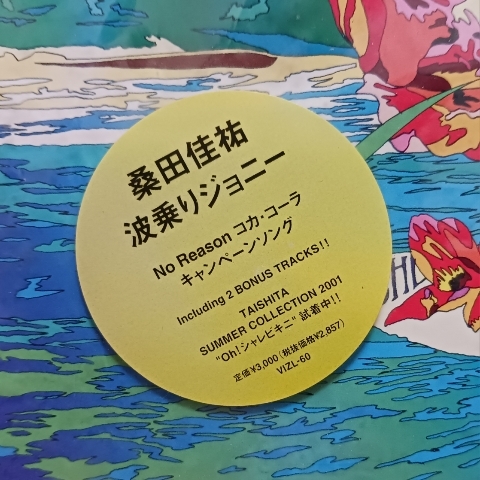 桑田佳祐
波乗りジョニー
No Reason コカ・コーラ
キャンペーンソング
Including 2 BONUS TRACKS!!
TAISHITA
SUMMER COLLECTION 2001
"Oh!シャレビキニ" 試着中!!
定価¥3,000(税抜価格¥2,857)
VIZL-60